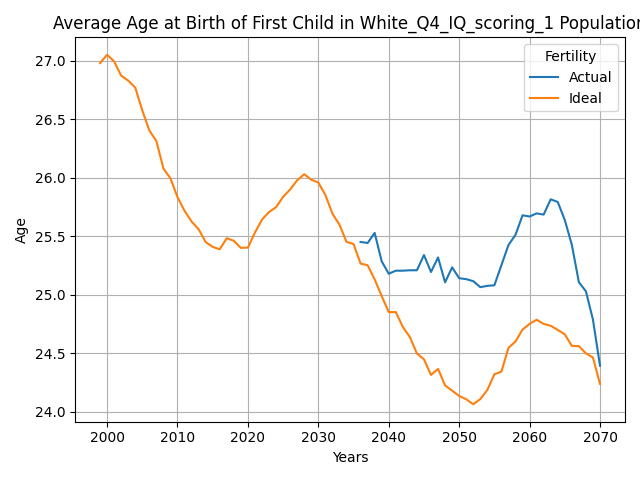 Average Age at Birth of First Child in White_Q4_IQ_scoring_1 Population
Fertility
Actual
Ideal
27.0
26.5
26.0
25.5
25.0
24.5
24.0
Age
2000 2010 2020 2030 2040 2050 2060 2070
Years